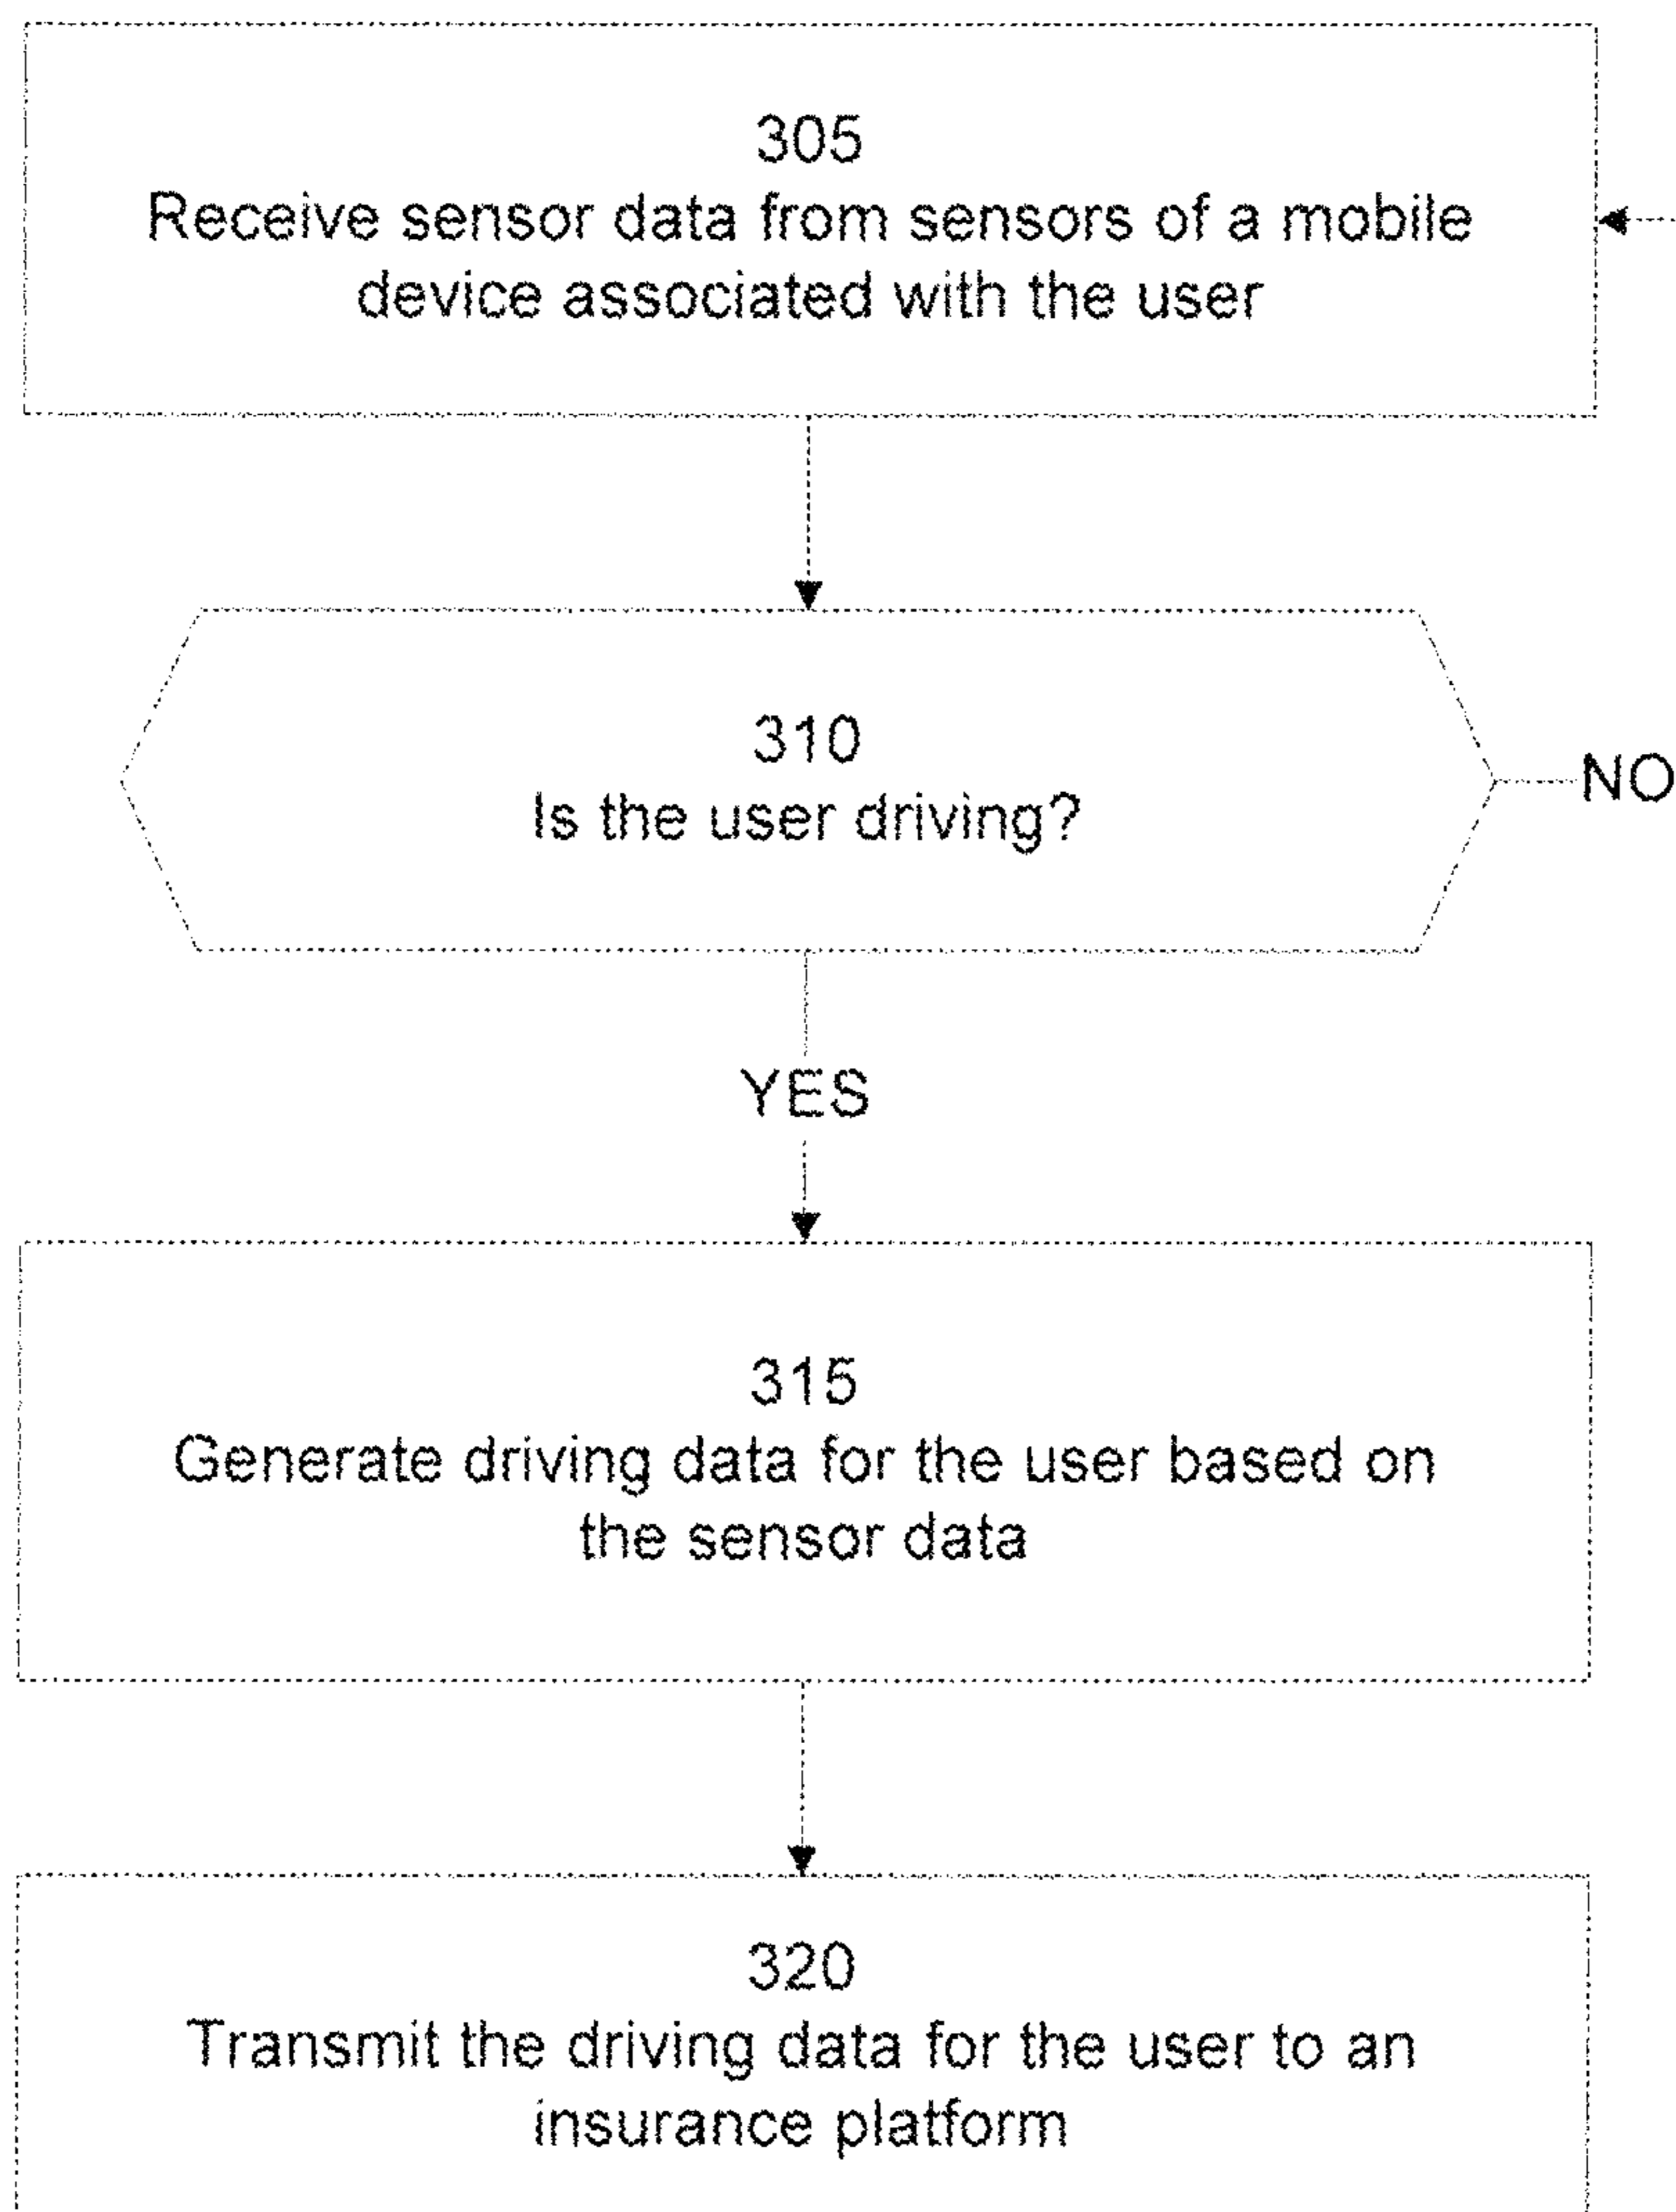 305
Receive sensor data from sensors of a mobile
device associated with the user
310
Is the user driving?
NO
YES
315
Generate driving data for the user based on
the sensor data
320
Transmit the driving data for the user to an
insurance platform